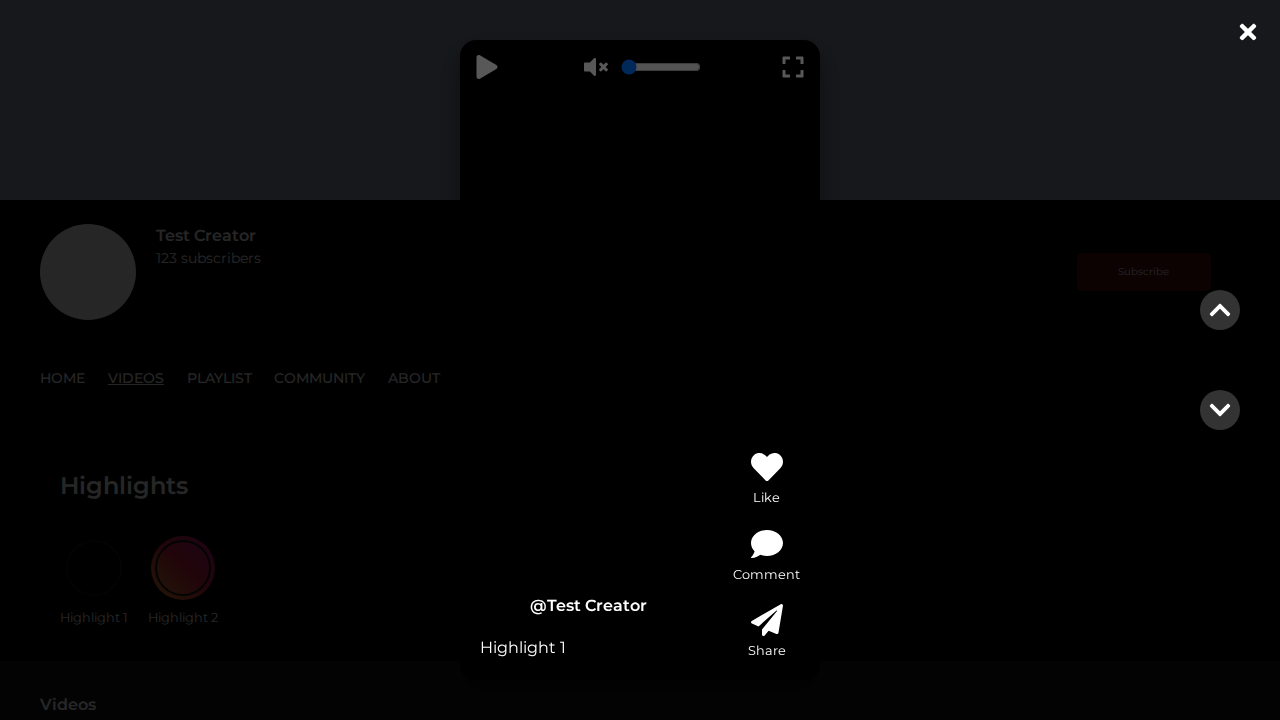 Test Creator
123 subscribers
Subscribe
HOME VIDEOS PLAYLIST COMMUNITY ABOUT
Highlights
Like
Comment
@Test Creator
Highlight 1 Highlight 2
Highlight 1
Share
Videos